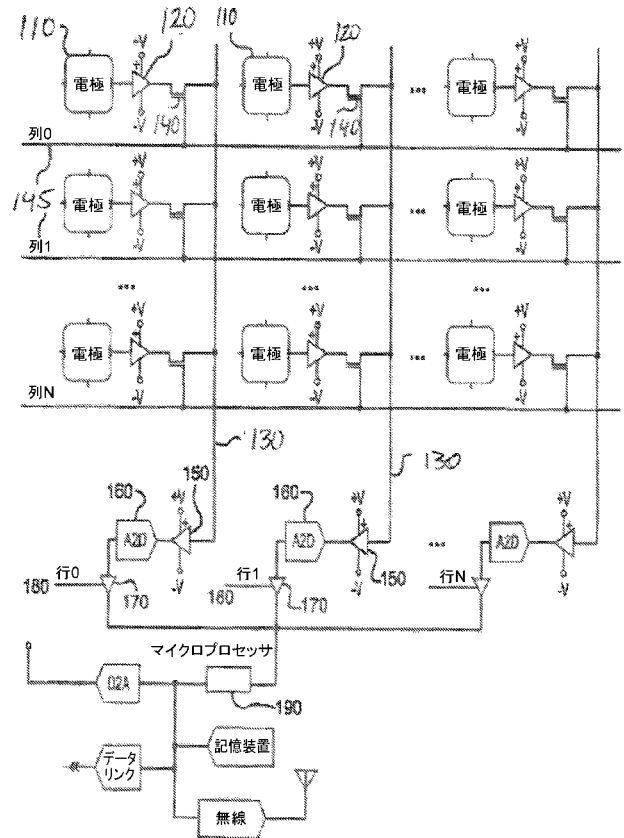 110 120 110 120
+V +V +V
電極 電極 ... 電極
140 140
-V -V -V
列0
145
+V +V +V
電極 電極 ... 電極
-V -V -V
列1
... ... ...
+V +V +V
電極 電極 ... 電極
-V -V -V
列N
130 130
160 150 160
+V +V +V
A2D A2D ... A2D
150
-V -V -V
行0 行1 行N
180 170 160 170
マイクロプロセッサ
D2A
190
記憶装置
データ
リンク
無線